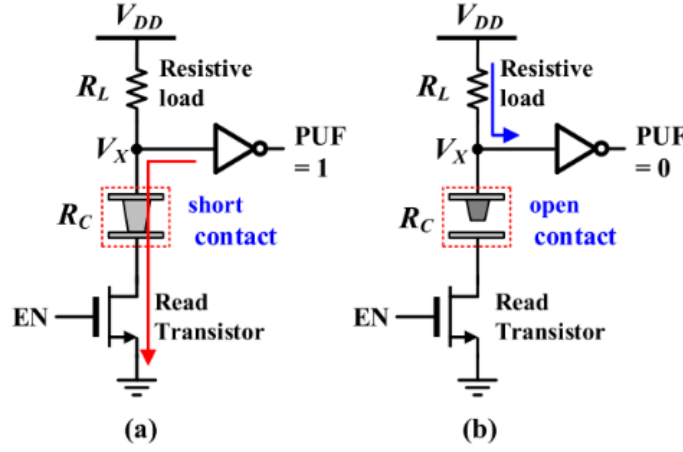 V_DD
R_L
Resistive
load
V_X
PUF
= 1
R_C
short
contact
EN
Read
Transistor
(a)
V_DD
R_L
Resistive
load
V_X
PUF
= 0
R_C
open
contact
EN
Read
Transistor
(b)